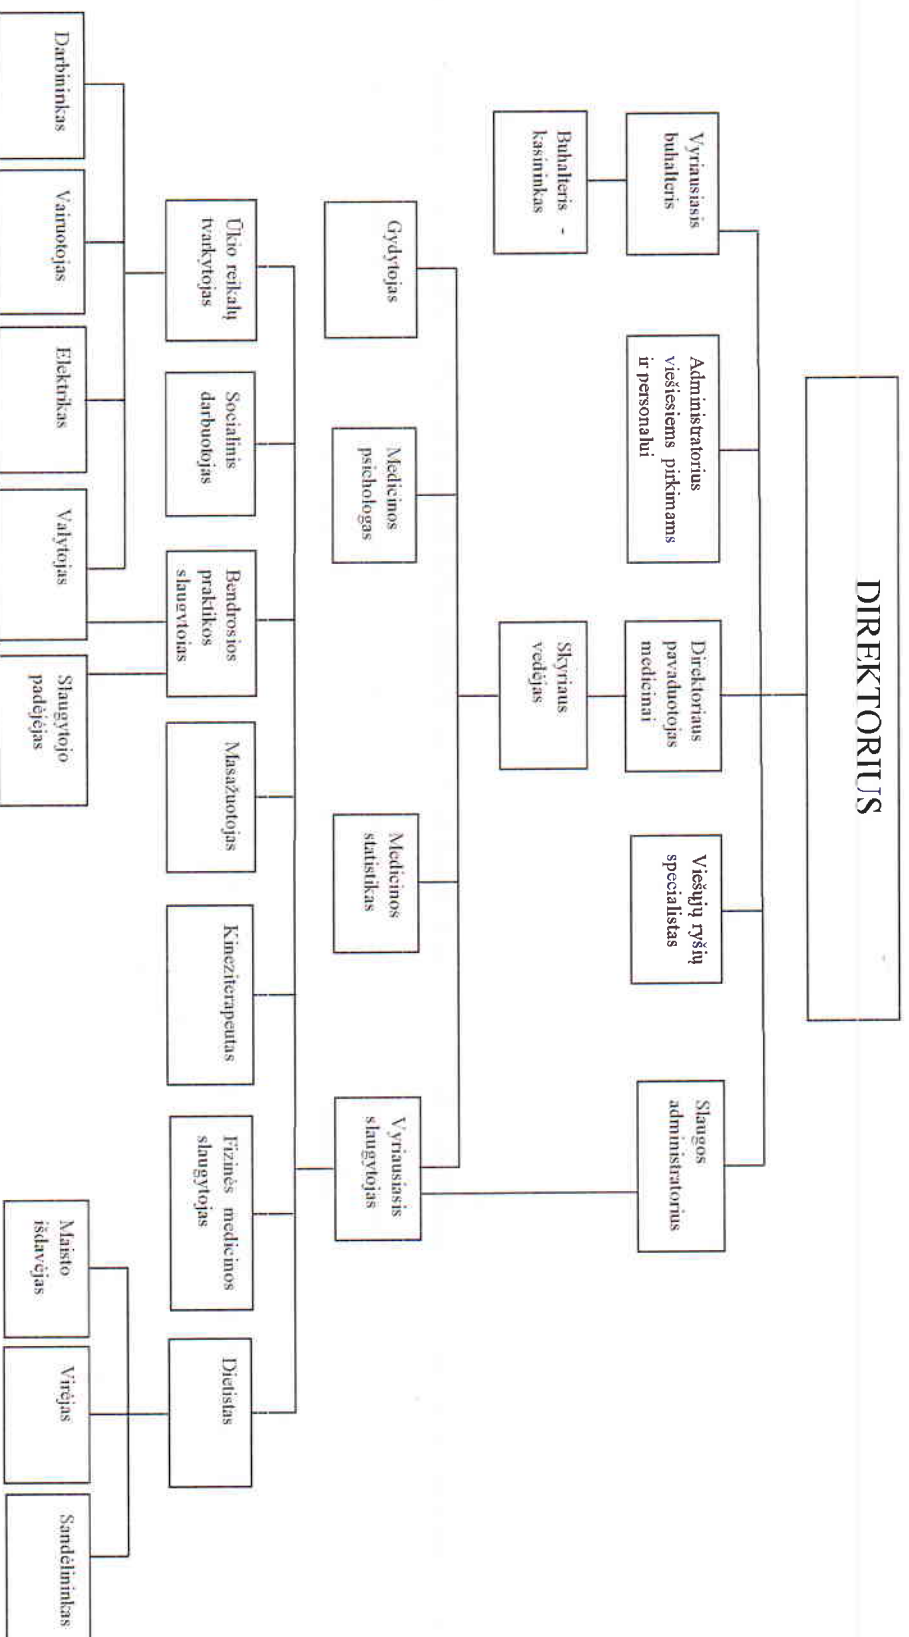 DIREKTORIUS
Vyriausiasis
buhalteris
Administratorius
viešiesiems pirkimams
ir personalui
Direktoriaus
pavaduotojas
medicinai
Viešųjų ryšių
specialistas
Slaugos
administratorius
Buhalteris -
kasininkas
Skyriaus
vedėjas
Gydytojas
Medicinos
psichologas
Medicinos
statistikas
Vyriausiasis
slaugytojas
Ūkio reikalų
tvarkytojas
Socialinis
darbuotojas
Bendrosios
praktikos
slaugytojas
Masažuotojas
Kineziterapeutas
Fizinės medicinos
slaugytojas
Dietistas
Darbininkas
Vairuotojas
Elektrikas
Valytojas
Slaugytojo
padėjėjas
Maisto
išdavėjas
Virėjas
Sandėlininkas